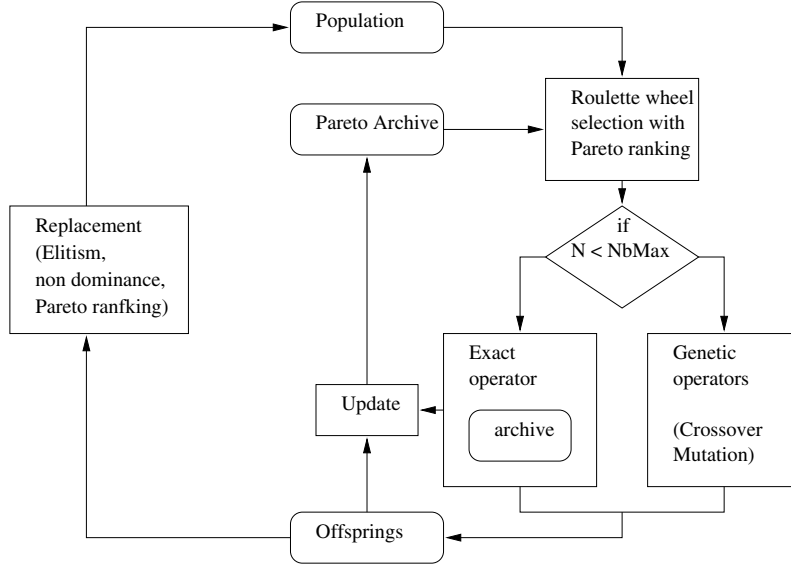 Population
Pareto Archive
Roulette wheel
selection with
Pareto ranking
Replacement
(Elitism,
non dominance,
Pareto ranfking)
if
N < NbMax
Exact
operator
archive
Genetic
operators
(Crossover
Mutation)
Update
Offsprings